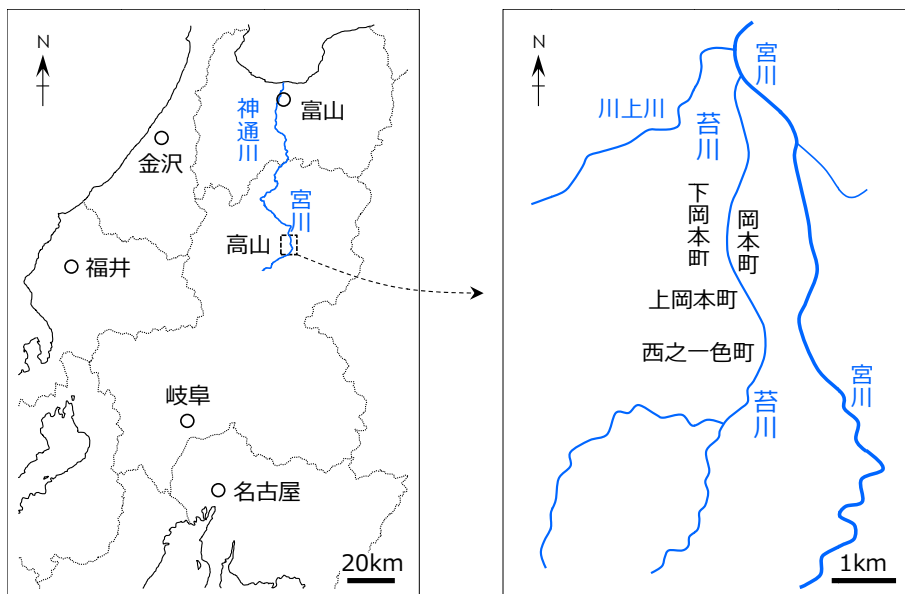 N
神通川
富山
金沢
宮川
高山
福井
岐阜
名古屋
20km
N
宮川
川上川
苔川
下岡本町
岡本町
上岡本町
西之一色町
苔川
宮川
1km